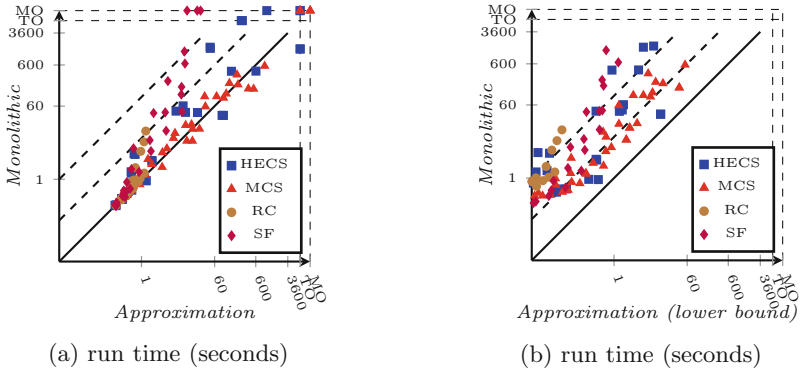 MO
TO
3600
600
60
1
Monolithic
HECS
MCS
RC
SF
1
60
600
3600
TO
MO
Approximation
(a) run time (seconds)
MO
TO
3600
600
60
1
Monolithic
HECS
MCS
RC
SF
1
60
600
3600
TO
MO
Approximation (lower bound)
(b) run time (seconds)